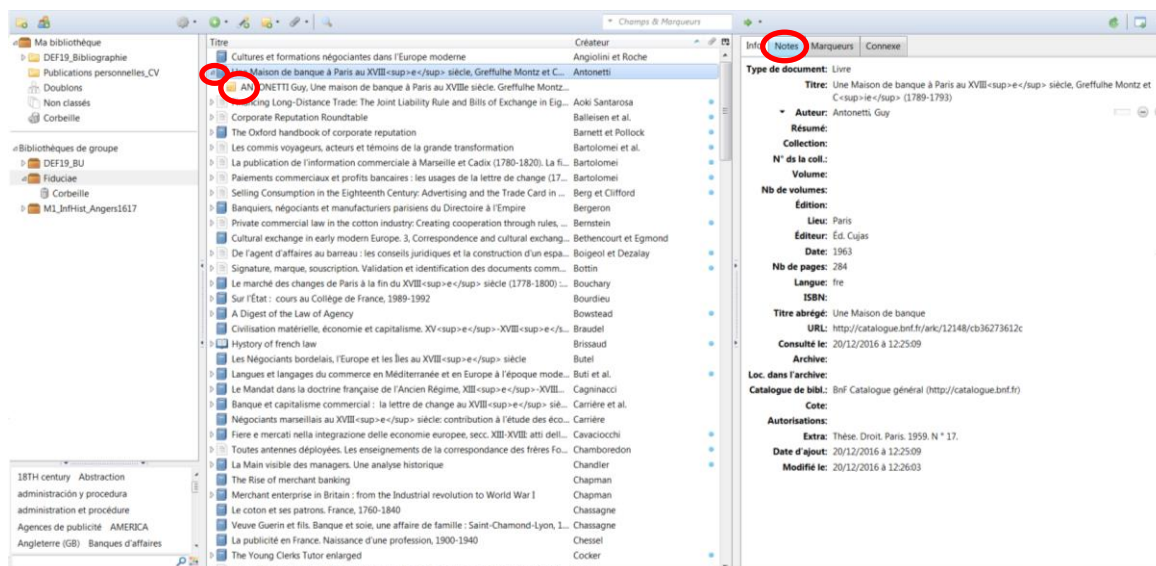 Champs & Marqueurs
Ma bibliothèque
DEF19_Bibliographie
Publications personnelles_CV
Doublons
Non classés
Corbeille
Bibliothèques de groupe
DEF19_BU
Fiduciae
Corbeille
M1_InfHist_Angers1617
18TH century Abstraction
administración y procedura
administration et procédure
Agences de publicité AMERICA
Angleterre (GB) Banques d'affaires
Titre Créateur
Cultures et formations négociantes dans l'Europe moderne Angiolini et Roche
Une Maison de banque à Paris au XVIII<sup>e</sup> siècle, Greffulhe Montz et C... Antonetti
ANTONETTI Guy, Une maison de banque à Paris au XVIIIe siècle. Greffulhe Montz...
Financing Long-Distance Trade: The Joint Liability Rule and Bills of Exchange in Eig... Aoki Santarosa
Corporate Reputation Roundtable Balleisen et al.
The Oxford handbook of corporate reputation Barnett et Pollock
Les commis voyageurs, acteurs et témoins de la grande transformation Bartolomei et al.
La publication de l'information commerciale à Marseille et Cadix (1780-1820). La fi... Bartolomei
Paiements commerciaux et profits bancaires : les usages de la lettre de change (17... Bartolomei
Selling Consumption in the Eighteenth Century: Advertising and the Trade Card in ... Berg et Clifford
Banquiers, négociants et manufacturiers parisiens du Directoire à l'Empire Bergeron
Private commercial law in the cotton industry: Creating cooperation through rules, ... Bernstein
Cultural exchange in early modern Europe. 3, Correspondence and cultural exchang... Bethencourt et Egmond
De l'agent d'affaires au barreau : les conseils juridiques et la construction d'un espa... Boigeol et Dezalay
Signature, marque, souscription. Validation et identification des documents comm... Bottin
Le marché des changes de Paris à la fin du XVIII<sup>e</sup> siècle (1778-1800) :... Bouchary
Sur l'État : cours au Collège de France, 1989-1992 Bourdieu
A Digest of the Law of Agency Bowstead
Civilisation matérielle, économie et capitalisme. XV<sup>e</sup>-XVIII<sup>e</s... Braudel
Hystory of french law Brissaud
Les Négociants bordelais, l'Europe et les Îles au XVIII<sup>e</sup> siècle Butel
Langues et langages du commerce en Méditerranée et en Europe à l'époque mode... Buti et al.
Le Mandat dans la doctrine française de l'Ancien Régime, XIII<sup>e</sup>-XVIII... Cagninacci
Banque et capitalisme commercial : la lettre de change au XVIII<sup>e</sup> siè... Carrière et al.
Négociants marseillais au XVIII<sup>e</sup> siècle: contribution à l'étude des éco... Carrière
Fiere e mercati nella integrazione delle economie europee, secc. XIII-XVIII: atti dell... Cavaciocchi
Toutes antennes déployées. Les enseignements de la correspondance des frères Fo... Chamboredon
La Main visible des managers. Une analyse historique Chandler
The Rise of merchant banking Chapman
Merchant enterprise in Britain : from the Industrial revolution to World War I Chapman
Le coton et ses patrons. France, 1760-1840 Chassagne
Veuve Guerin et fils. Banque et soie, une affaire de famille : Saint-Chamond-Lyon, 1... Chassagne
La publicité en France. Naissance d'une profession, 1900-1940 Chessel
The Young Clerks Tutor enlarged Cocker
Info Notes Marqueurs Connexe
Type de document: Livre
Titre: Une Maison de banque à Paris au XVIII<sup>e</sup> siècle, Greffulhe Montz et
C<sup>ie</sup> (1789-1793)
Auteur: Antonetti, Guy
Résumé:
Collection:
N° ds la coll.:
Volume:
Nb de volumes:
Édition:
Lieu: Paris
Éditeur: Éd. Cujas
Date: 1963
Nb de pages: 284
Langue: fre
ISBN:
Titre abrégé: Une Maison de banque
URL: http://catalogue.bnf.fr/ark:/12148/cb36273612c
Consulté le: 20/12/2016 à 12:25:09
Archive:
Loc. dans l'archive:
Catalogue de bibl.: BnF Catalogue général (http://catalogue.bnf.fr)
Cote:
Autorisations:
Extra: Thèse. Droit. Paris. 1959. N ° 17.
Date d'ajout: 20/12/2016 à 12:25:09
Modifié le: 20/12/2016 à 12:26:03